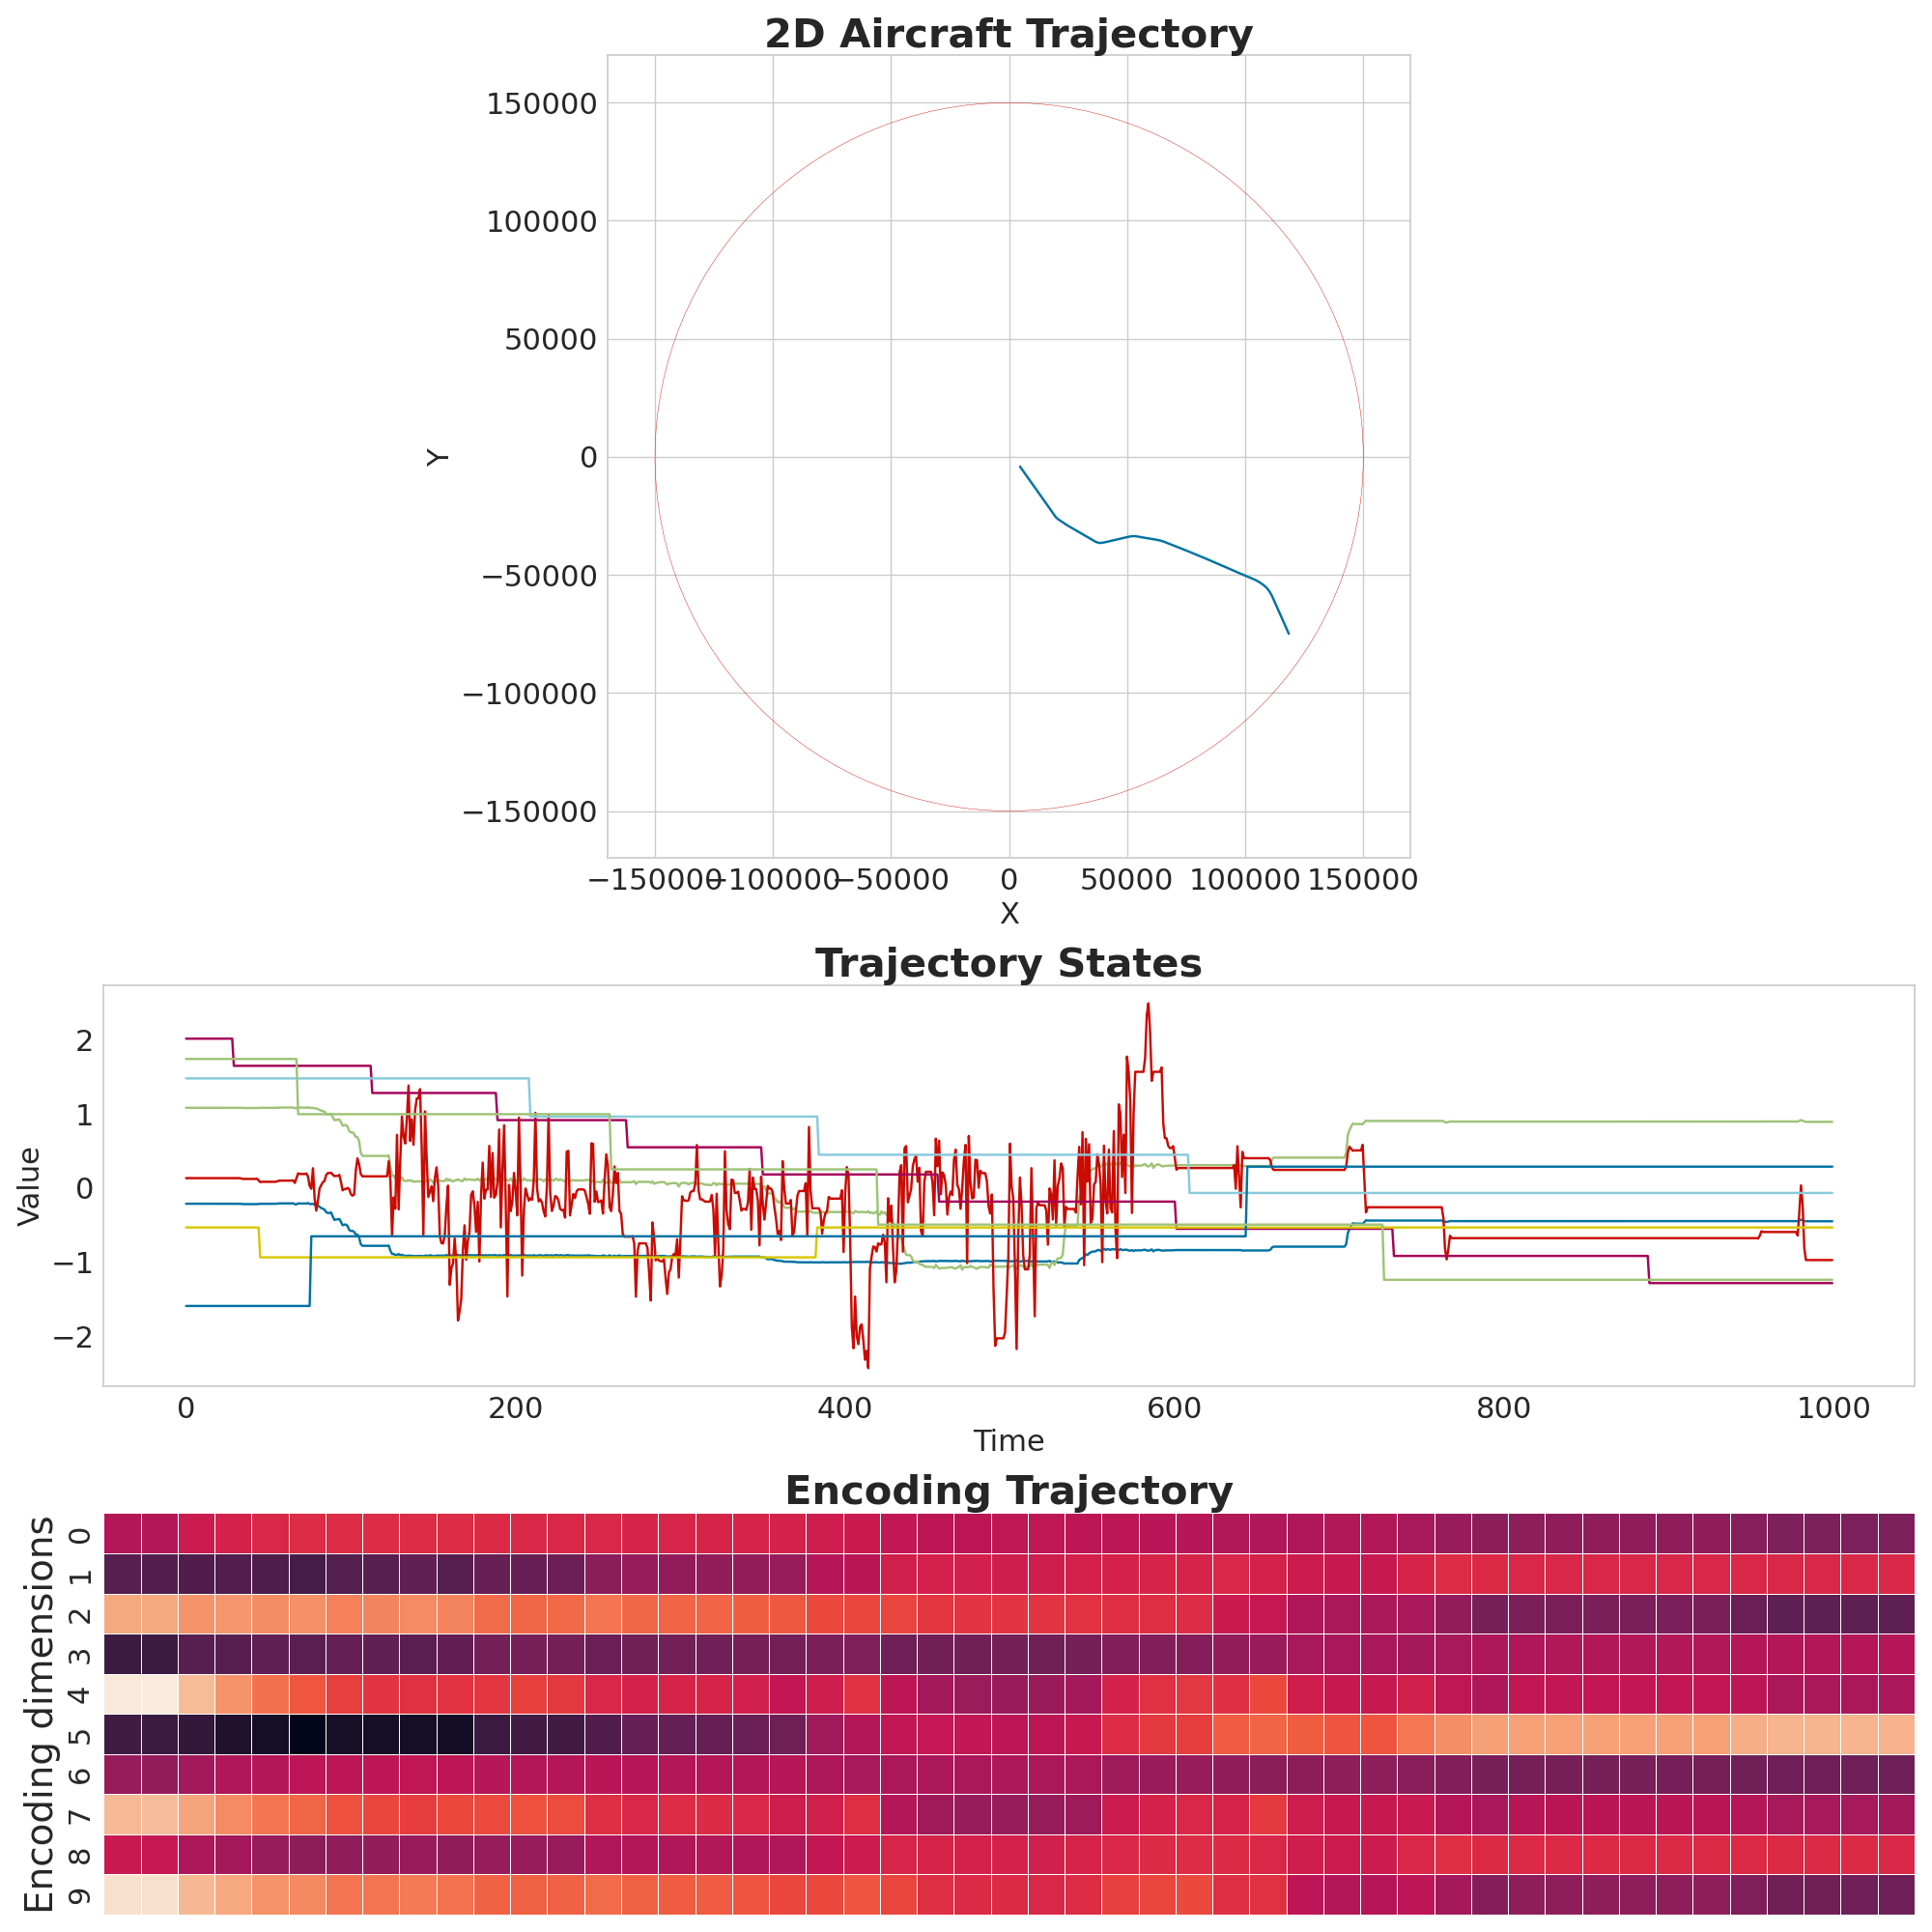 2D Aircraft Trajectory
150000
100000
50000
0
−50000
−100000
−150000
Y
−150000 −100000 −50000 0 50000 100000 150000
X
Trajectory States
2
1
0
−1
−2
Value
0 200 400 600 800 1000
Time
Encoding Trajectory
Encoding dimensions
0
1
2
3
4
5
6
7
8
9